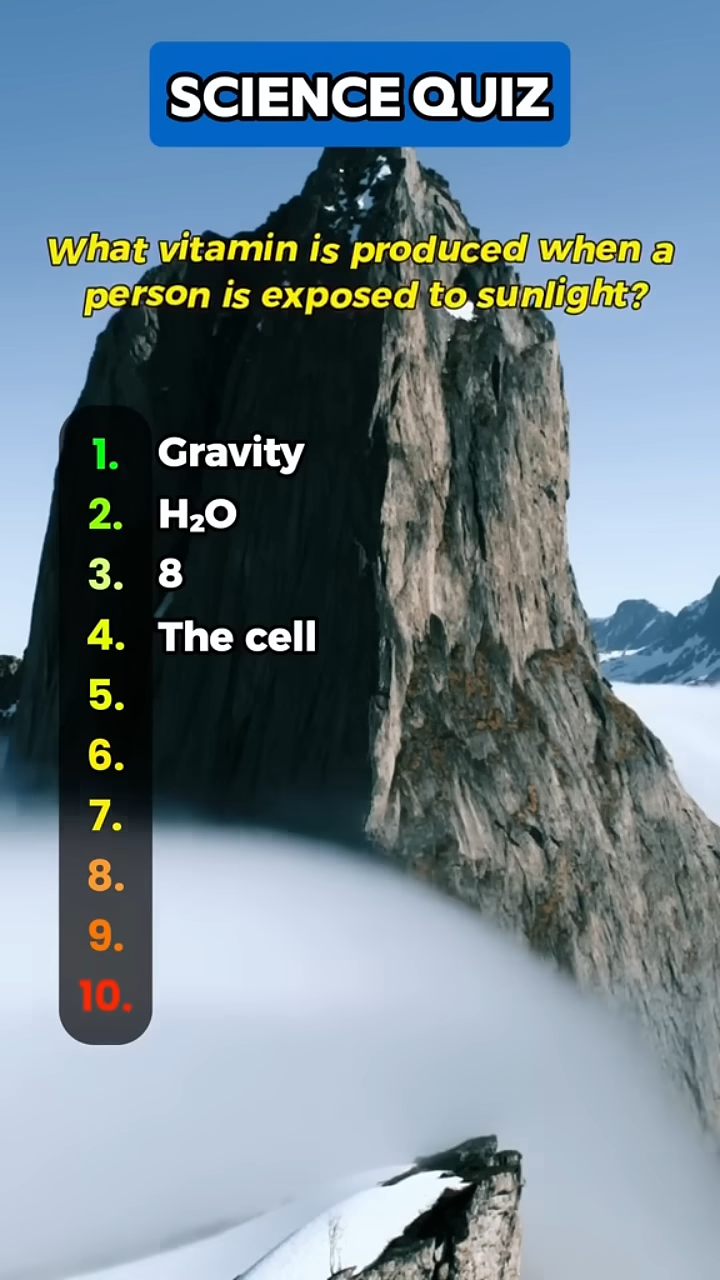 SCIENCE QUIZ
What vitamin is produced when a
person is exposed to sunlight?
1. Gravity
2. H₂O
3. 8
4. The cell
5.
6.
7.
8.
9.
10.